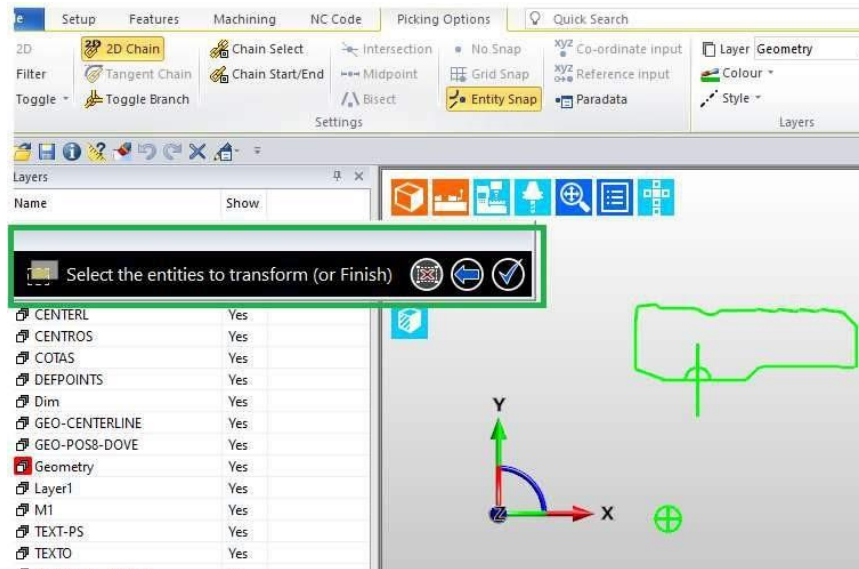 le Setup Features Machining NC Code Picking Options Quick Search
2D 2D Chain Chain Select Intersection No Snap XYZ Co-ordinate input Layer Geometry
Filter Tangent Chain Chain Start/End Midpoint Grid Snap XYZ Reference input Colour
Toggle Toggle Branch Bisect Entity Snap Paradata Style
Settings Layers
Layers
Name Show
Select the entities to transform (or Finish)
CENTERL Yes
CENTROS Yes
COTAS Yes
DEFPOINTS Yes
Dim Yes
GEO-CENTERLINE Yes
GEO-POS8-DOVE Yes
Geometry Yes
Layer1 Yes
M1 Yes
TEXT-PS Yes
TEXTO Yes
Y
Z
X